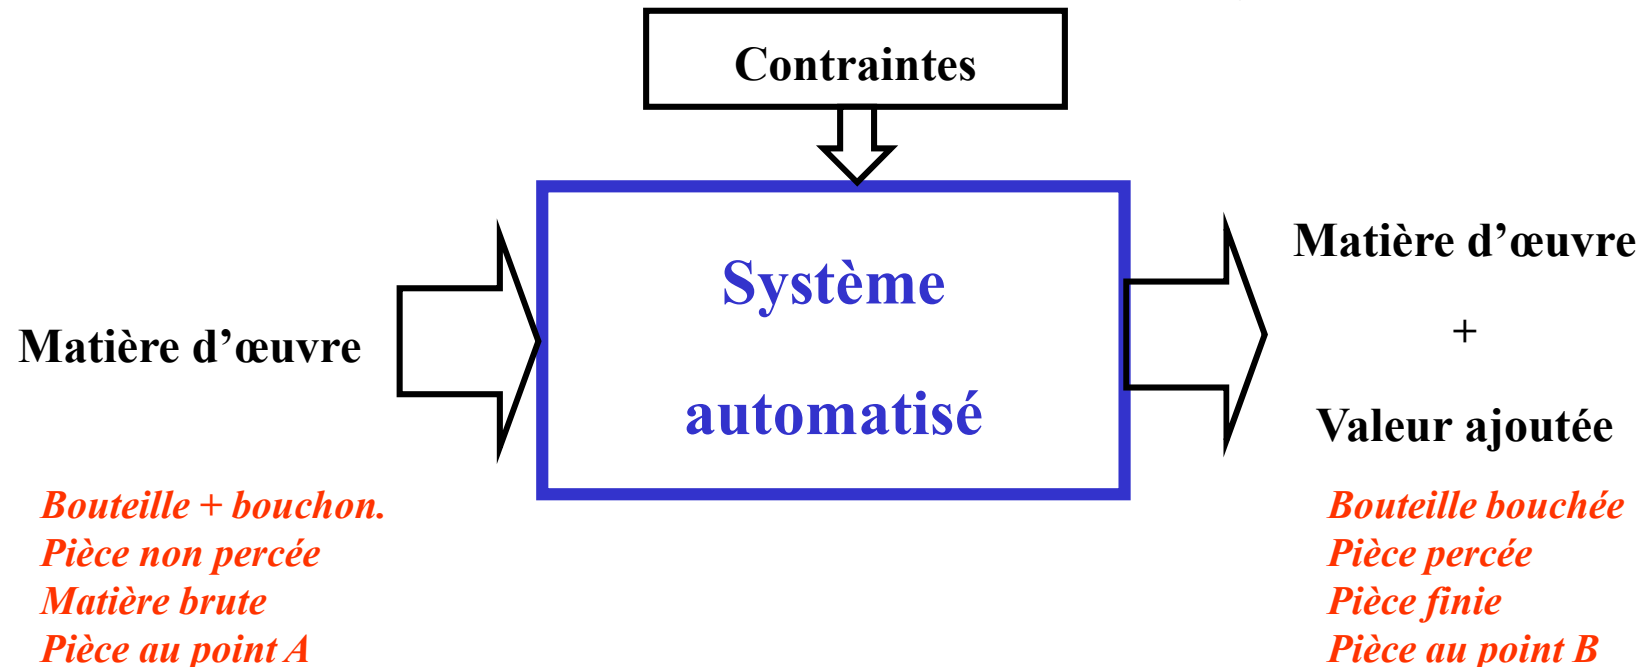 Contraintes
Système
automatisé
Matière d’œuvre
Matière d’œuvre
+
Valeur ajoutée
Bouteille + bouchon.
Pièce non percée
Matière brute
Pièce au point A
Bouteille bouchée
Pièce percée
Pièce finie
Pièce au point B